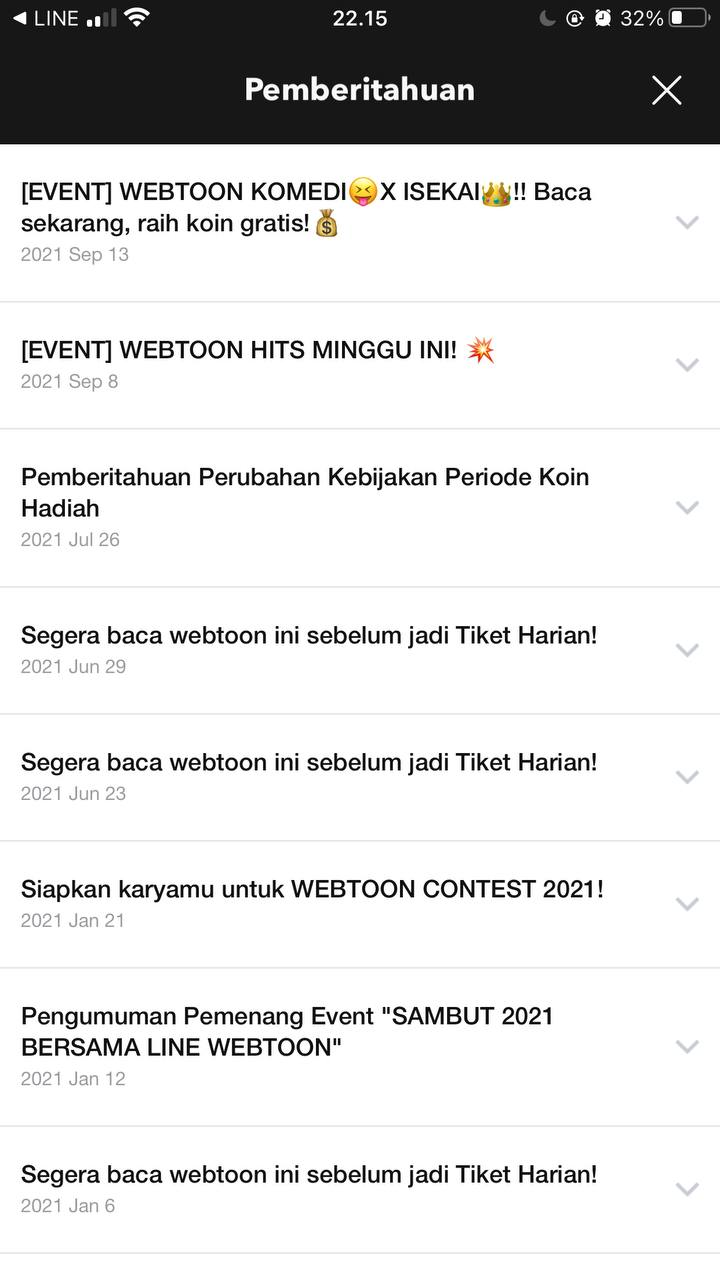 LINE
22.15
32%
Pemberitahuan
[EVENT] WEBTOON KOMEDI😝X ISEKAI👑!! Baca
sekarang, raih koin gratis!💰
2021 Sep 13
[EVENT] WEBTOON HITS MINGGU INI! 💥
2021 Sep 8
Pemberitahuan Perubahan Kebijakan Periode Koin
Hadiah
2021 Jul 26
Segera baca webtoon ini sebelum jadi Tiket Harian!
2021 Jun 29
Segera baca webtoon ini sebelum jadi Tiket Harian!
2021 Jun 23
Siapkan karyamu untuk WEBTOON CONTEST 2021!
2021 Jan 21
Pengumuman Pemenang Event "SAMBUT 2021
BERSAMA LINE WEBTOON"
2021 Jan 12
Segera baca webtoon ini sebelum jadi Tiket Harian!
2021 Jan 6